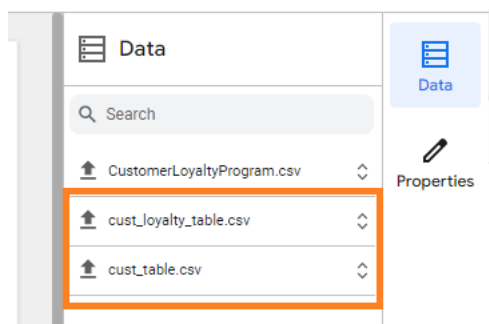 Data
Search
CustomerLoyaltyProgram.csv
cust_loyalty_table.csv
cust_table.csv
Data
Properties